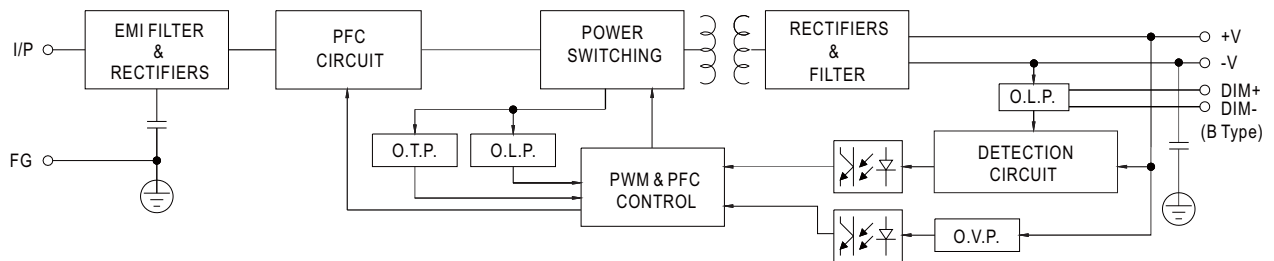 I/P
EMI FILTER
&
RECTIFIERS
PFC
CIRCUIT
POWER
SWITCHING
RECTIFIERS
&
FILTER
+V
-V
O.L.P.
DIM+
DIM-
(B Type)
FG
O.T.P.
O.L.P.
PWM & PFC
CONTROL
DETECTION
CIRCUIT
O.V.P.